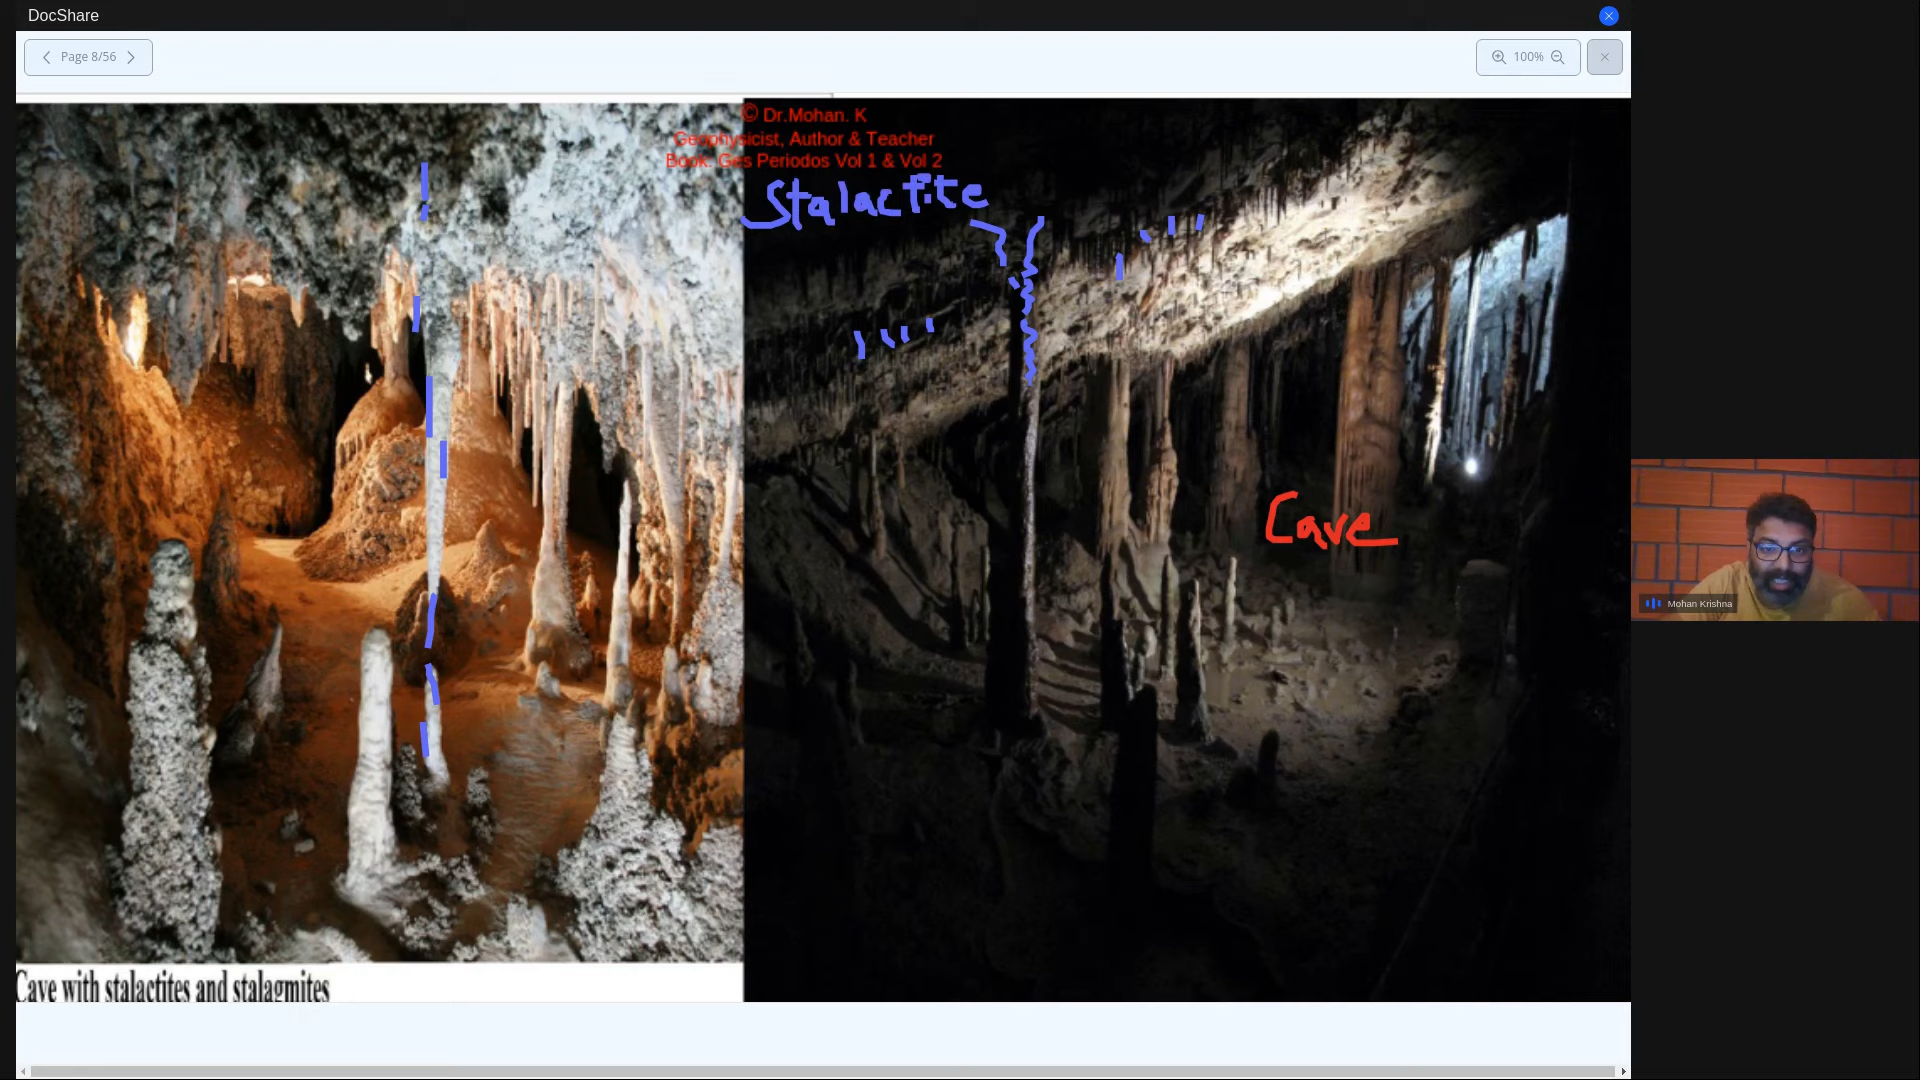 DocShare
Page 8/56
100%
© Dr.Mohan. K
Geophysicist, Author & Teacher
Book: Ges Periodos Vol 1 & Vol 2
Stalactite
Cave
Mohan Krishna
Cave with stalactites and stalagmites